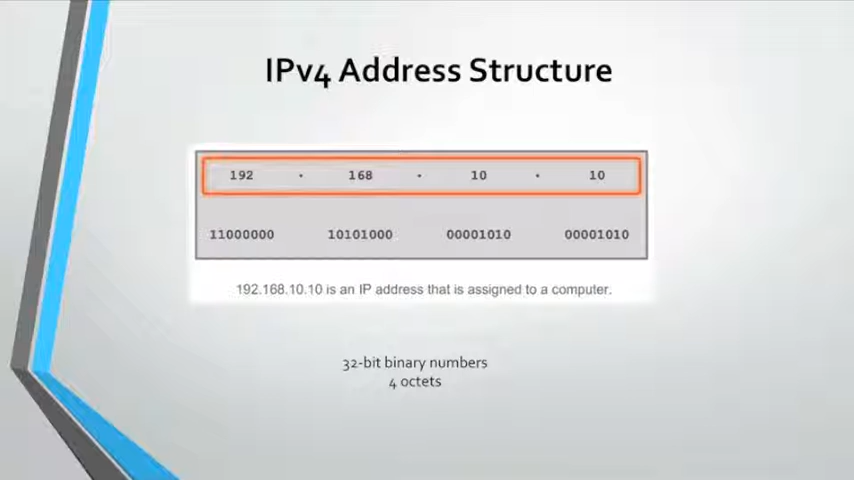 IPv4 Address Structure
192 . 168 . 10 . 10
11000000 10101000 00001010 00001010
192.168.10.10 is an IP address that is assigned to a computer.
32-bit binary numbers
4 octets